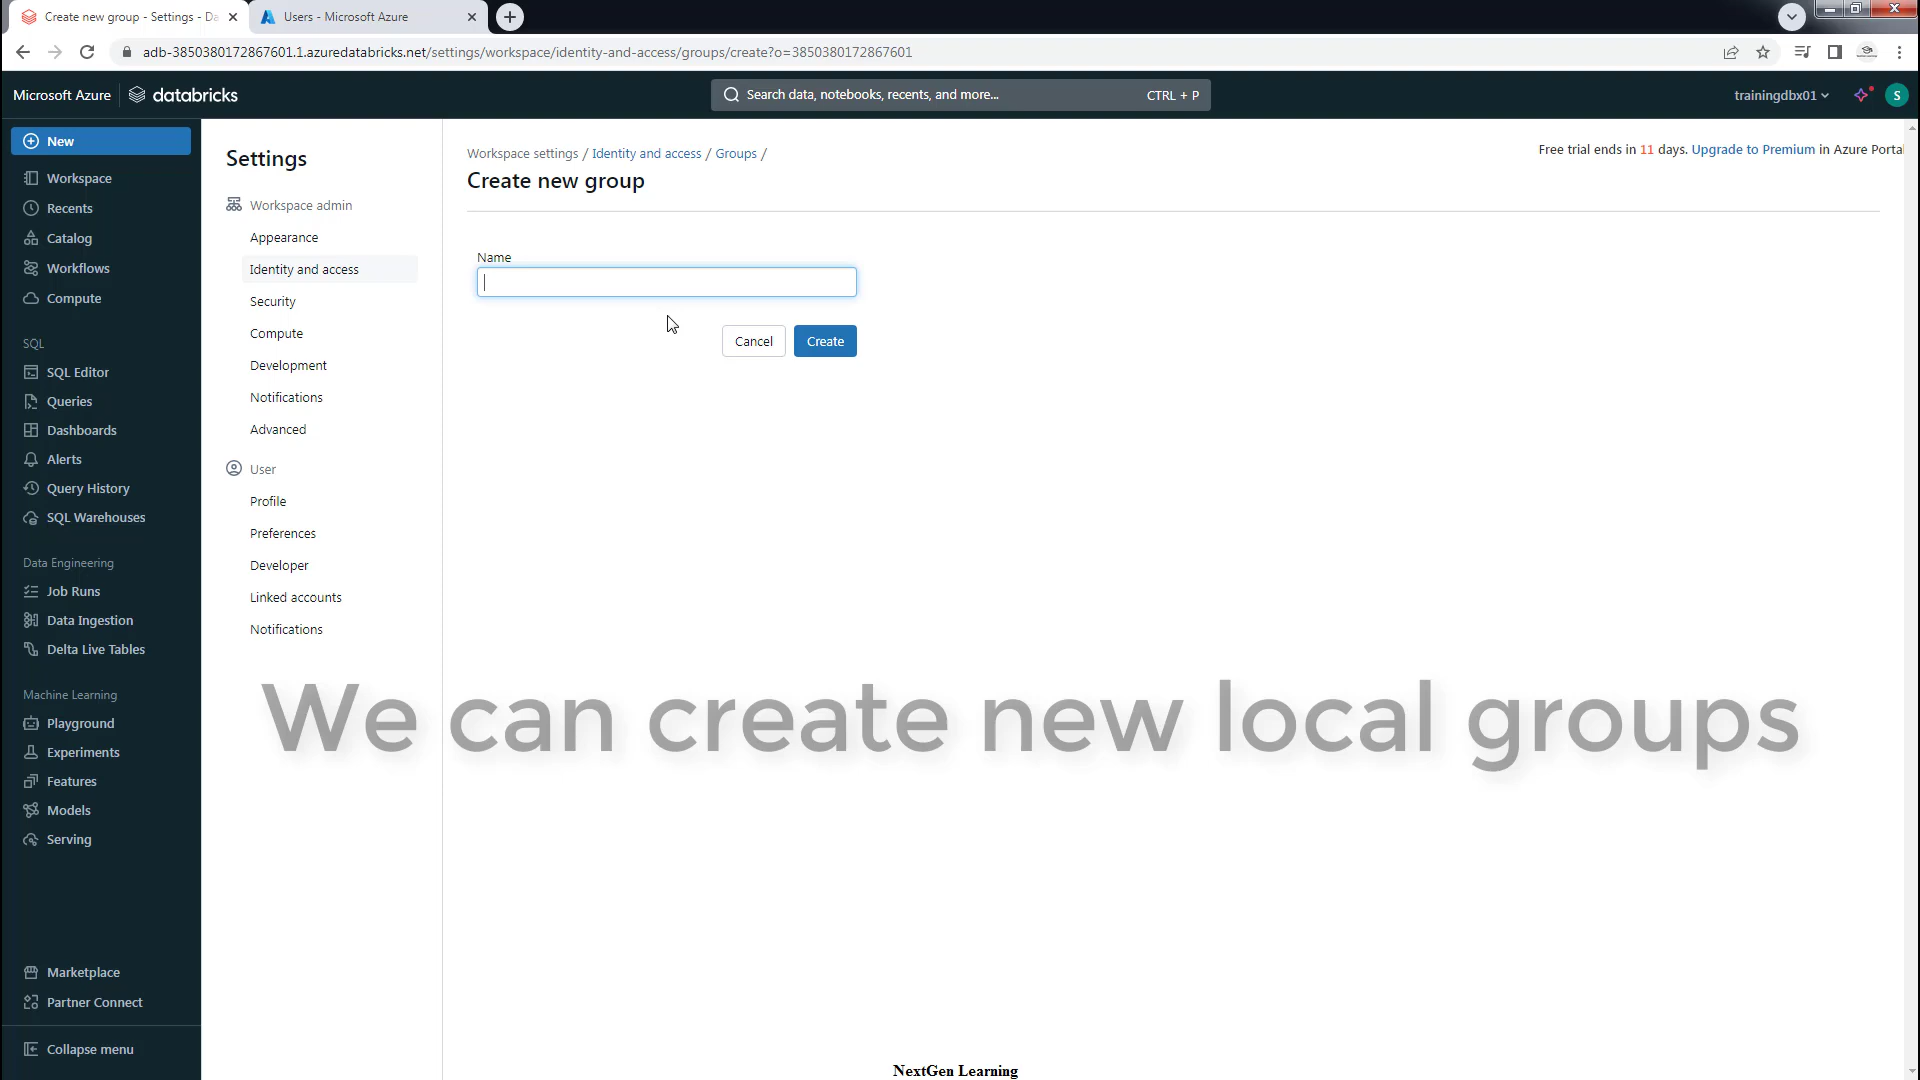 Create new group - Settings - Da
Users - Microsoft Azure
adb-3850380172867601.1.azuredatabricks.net/settings/workspace/identity-and-access/groups/create?o=3850380172867601
Microsoft Azure
databricks
Search data, notebooks, recents, and more...
CTRL + P
trainingdbx01
S
New
Workspace
Recents
Catalog
Workflows
Compute
SQL
SQL Editor
Queries
Dashboards
Alerts
Query History
SQL Warehouses
Data Engineering
Job Runs
Data Ingestion
Delta Live Tables
Machine Learning
Playground
Experiments
Features
Models
Serving
Marketplace
Partner Connect
Collapse menu
Settings
Workspace admin
Appearance
Identity and access
Security
Compute
Development
Notifications
Advanced
User
Profile
Preferences
Developer
Linked accounts
Notifications
Workspace settings / Identity and access / Groups /
Free trial ends in 11 days. Upgrade to Premium in Azure Porta
Create new group
Name
Cancel
Create
We can create new local groups
NextGen Learning